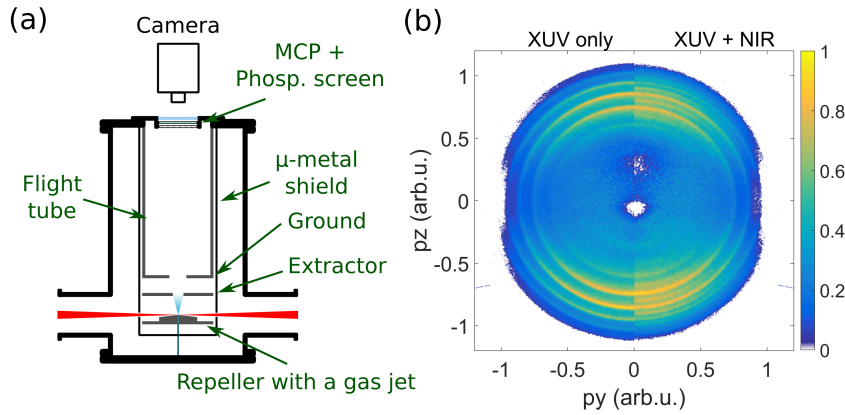 (a)
Camera
MCP +
Phosp. screen
Flight
tube
μ-metal
shield
Ground
Extractor
Repeller with a gas jet
(b)
XUV only
XUV + NIR
1
0.5
0
-0.5
-1
pz (arb.u.)
-1
-0.5
0
0.5
1
py (arb.u.)
1
0.8
0.6
0.4
0.2
0